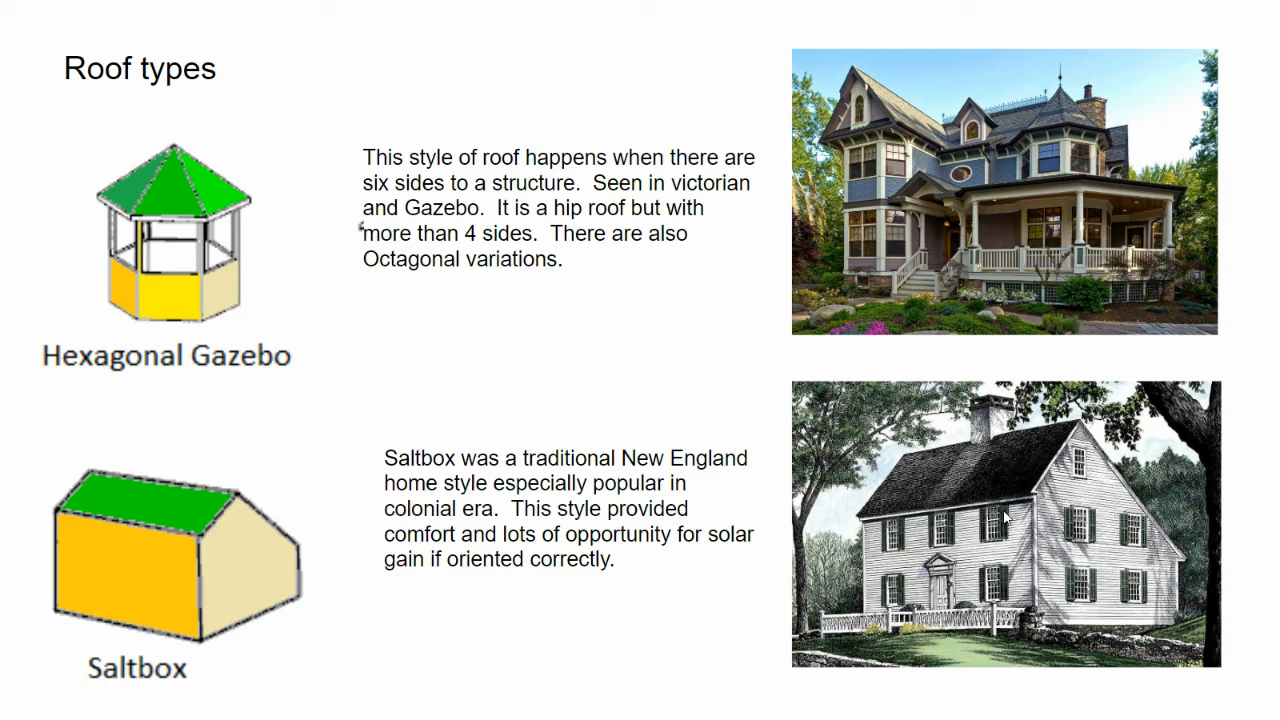 Roof types
This style of roof happens when there are
six sides to a structure.  Seen in victorian
and Gazebo.  It is a hip roof but with
more than 4 sides.  There are also
Octagonal variations.
Hexagonal Gazebo
Saltbox was a traditional New England
home style especially popular in
colonial era.  This style provided
comfort and lots of opportunity for solar
gain if oriented correctly.
Saltbox